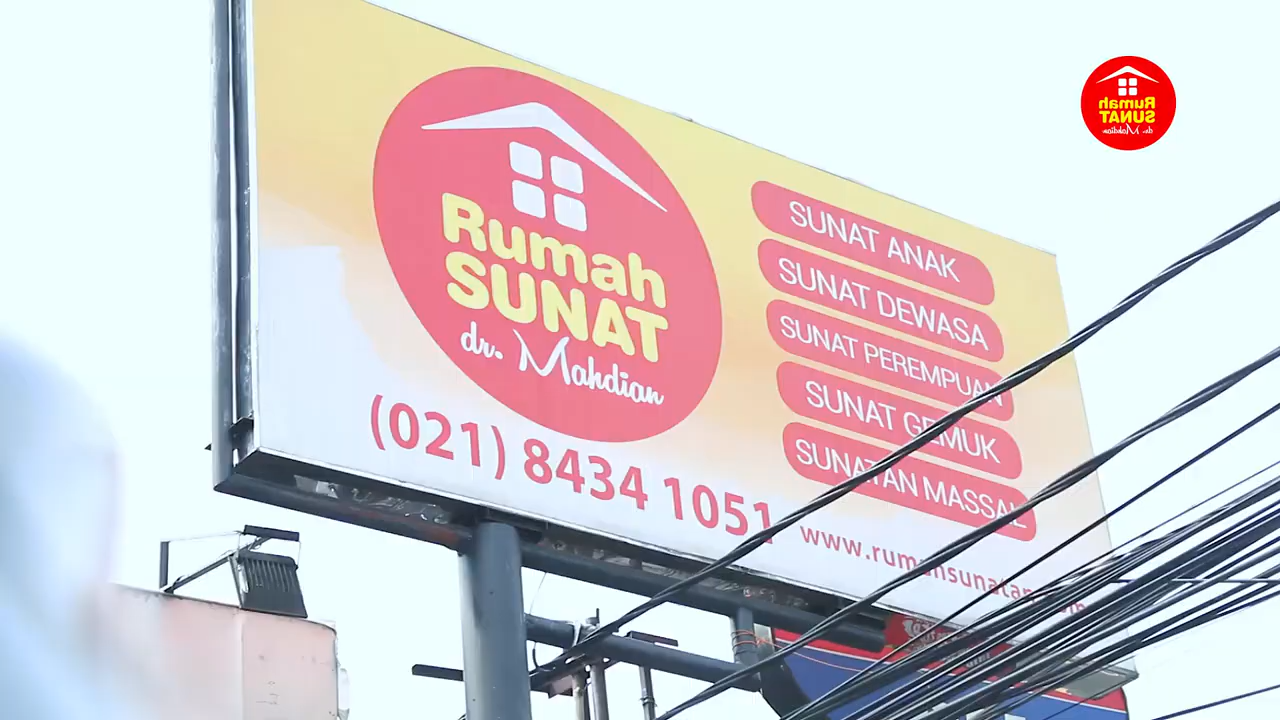 Rumah
SUNAT
dr. Mahdian
(021) 8434 1051
SUNAT ANAK
SUNAT DEWASA
SUNAT PEREMPUAN
SUNAT GEMUK
SUNATAN MASSAL
Rumah
SUNAT
dr. Mahdian